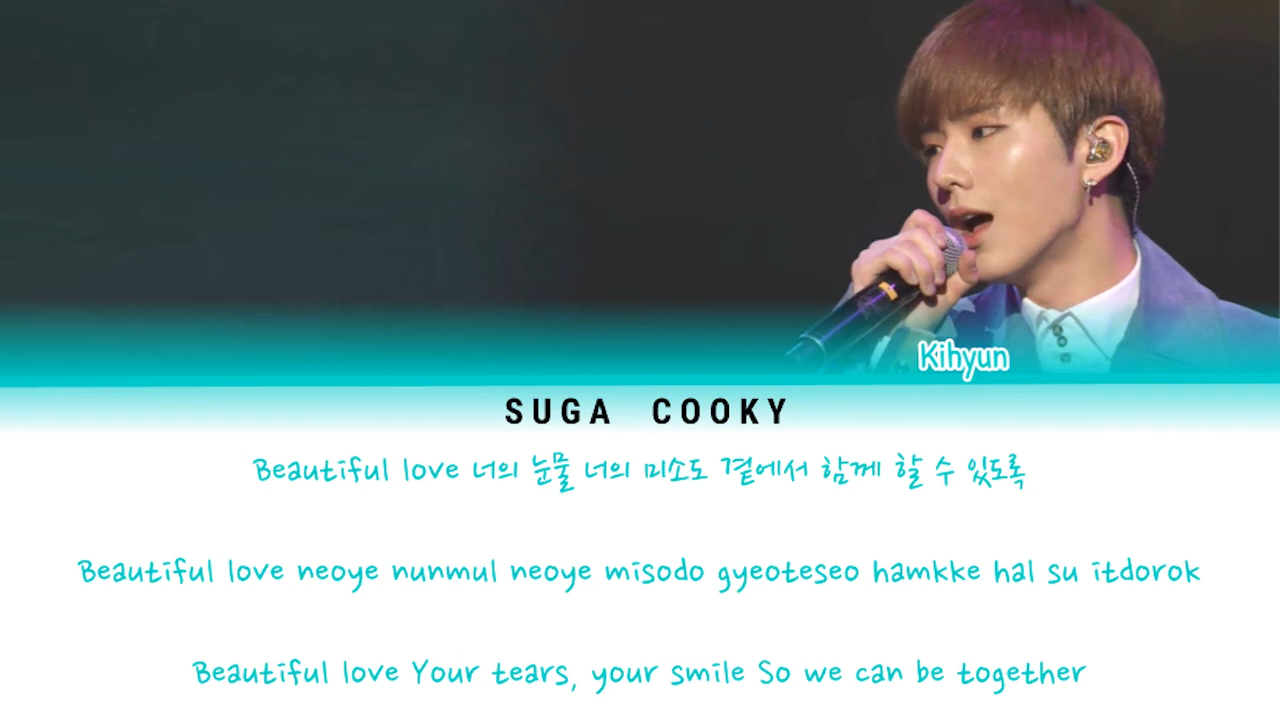 Kihyun
SUGA COOKY
Beautiful love 너의 눈물 너의 미소도 곁에서 함께 할 수 있도록
Beautiful love neoye nunmul neoye misodo gyeoteseo hamkke hal su itdorok
Beautiful love Your tears, your smile So we can be together